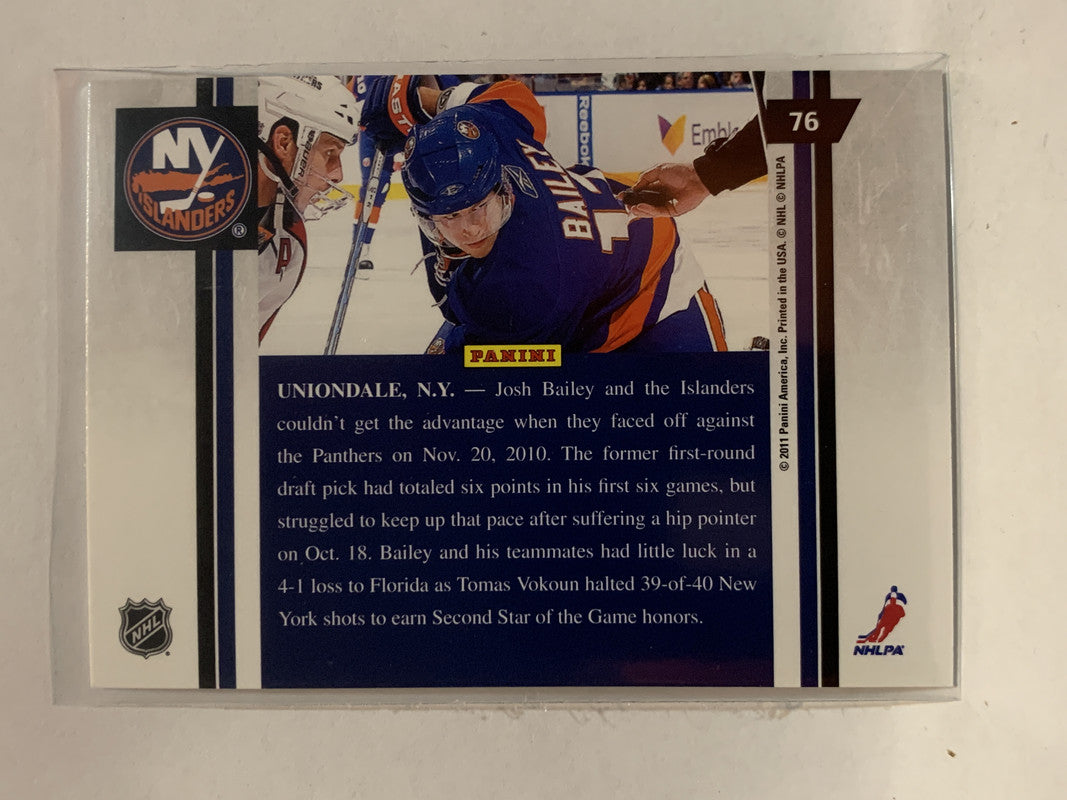 NY
ISLANDERS
®
EASTON
Reebok
Embl
BAILEY
76
A
PANINI
UNIONDALE, N.Y. — Josh Bailey and the Islanders
couldn't get the advantage when they faced off against
the Panthers on Nov. 20, 2010. The former first-round
draft pick had totaled six points in his first six games, but
struggled to keep up that pace after suffering a hip pointer
on Oct. 18. Bailey and his teammates had little luck in a
4-1 loss to Florida as Tomas Vokoun halted 39-of-40 New
York shots to earn Second Star of the Game honors.
© 2011 Panini America, Inc. Printed in the USA. © NHL © NHLPA
NHL
®
NHLPA